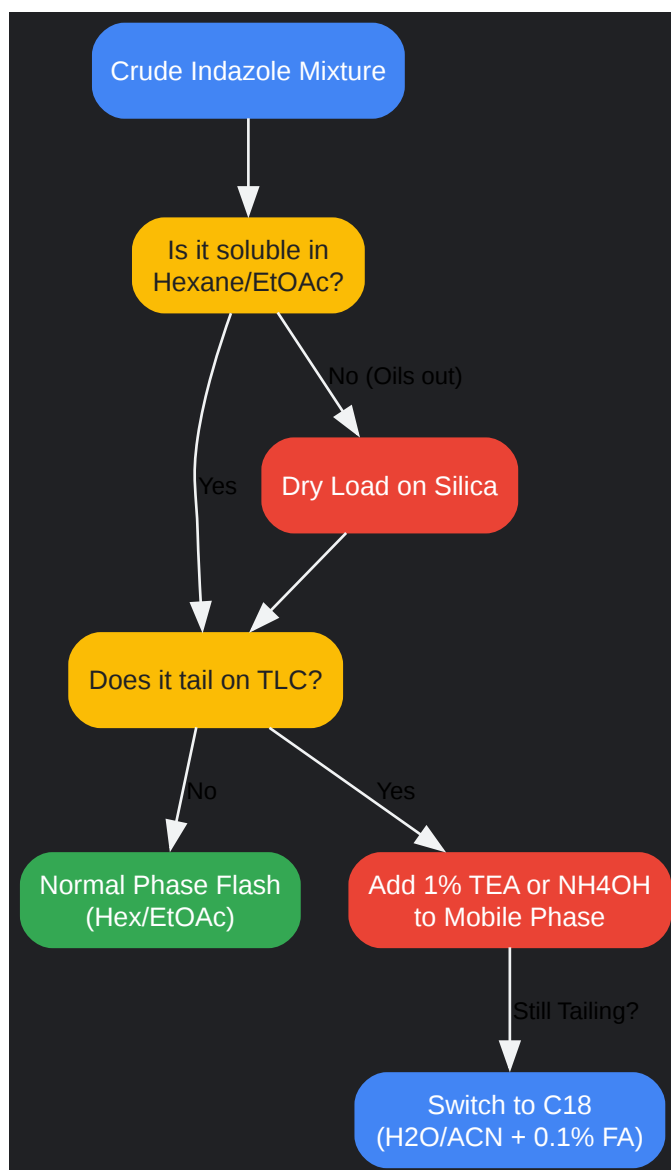 Crude Indazole Mixture
Is it soluble in
Hexane/EtOAc?
No (Oils out)
Yes
Dry Load on Silica
Does it tail on TLC?
No
Yes
Normal Phase Flash
(Hex/EtOAc)
Add 1% TEA or NH4OH
to Mobile Phase
Still Tailing?
Switch to C18
(H2O/ACN + 0.1% FA)